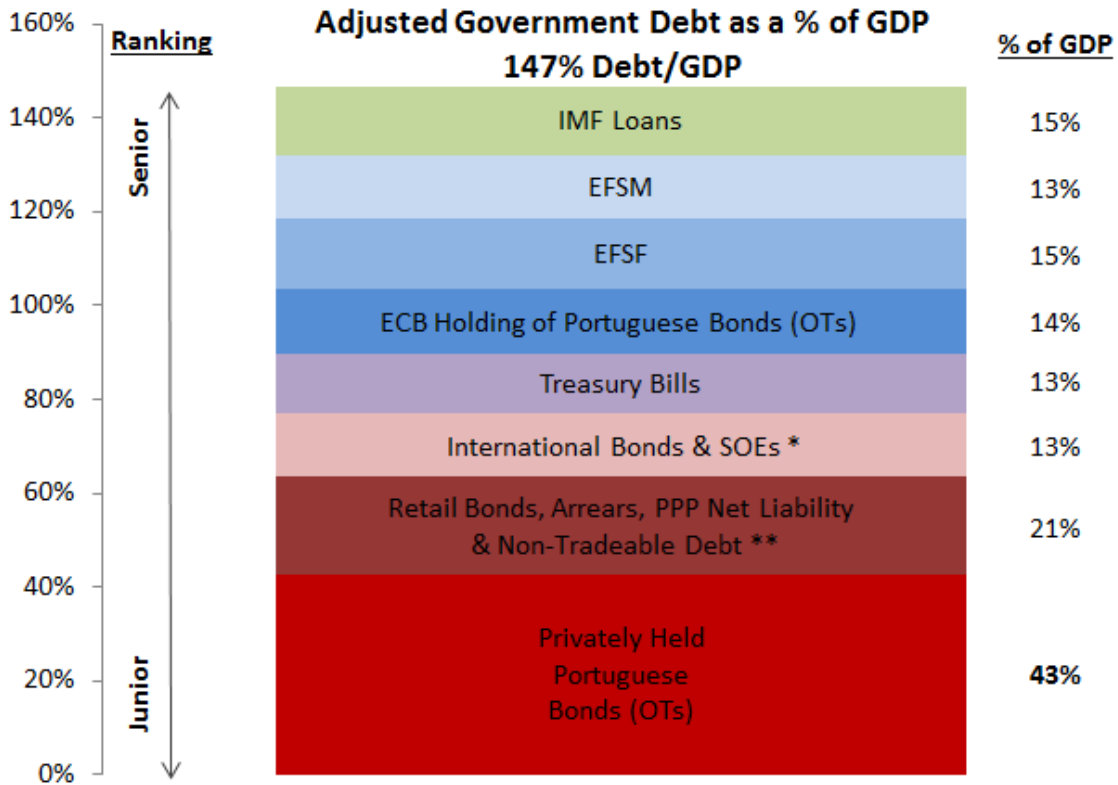 Adjusted Government Debt as a % of GDP
147% Debt/GDP
Ranking
% of GDP
160%
140%
120%
100%
80%
60%
40%
20%
0%
Senior
Junior
IMF Loans
15%
EFSM
13%
EFSF
15%
ECB Holding of Portuguese Bonds (OTs)
14%
Treasury Bills
13%
International Bonds & SOEs *
13%
Retail Bonds, Arrears, PPP Net Liability
& Non-Tradeable Debt **
21%
Privately Held
Portuguese
Bonds (OTs)
43%